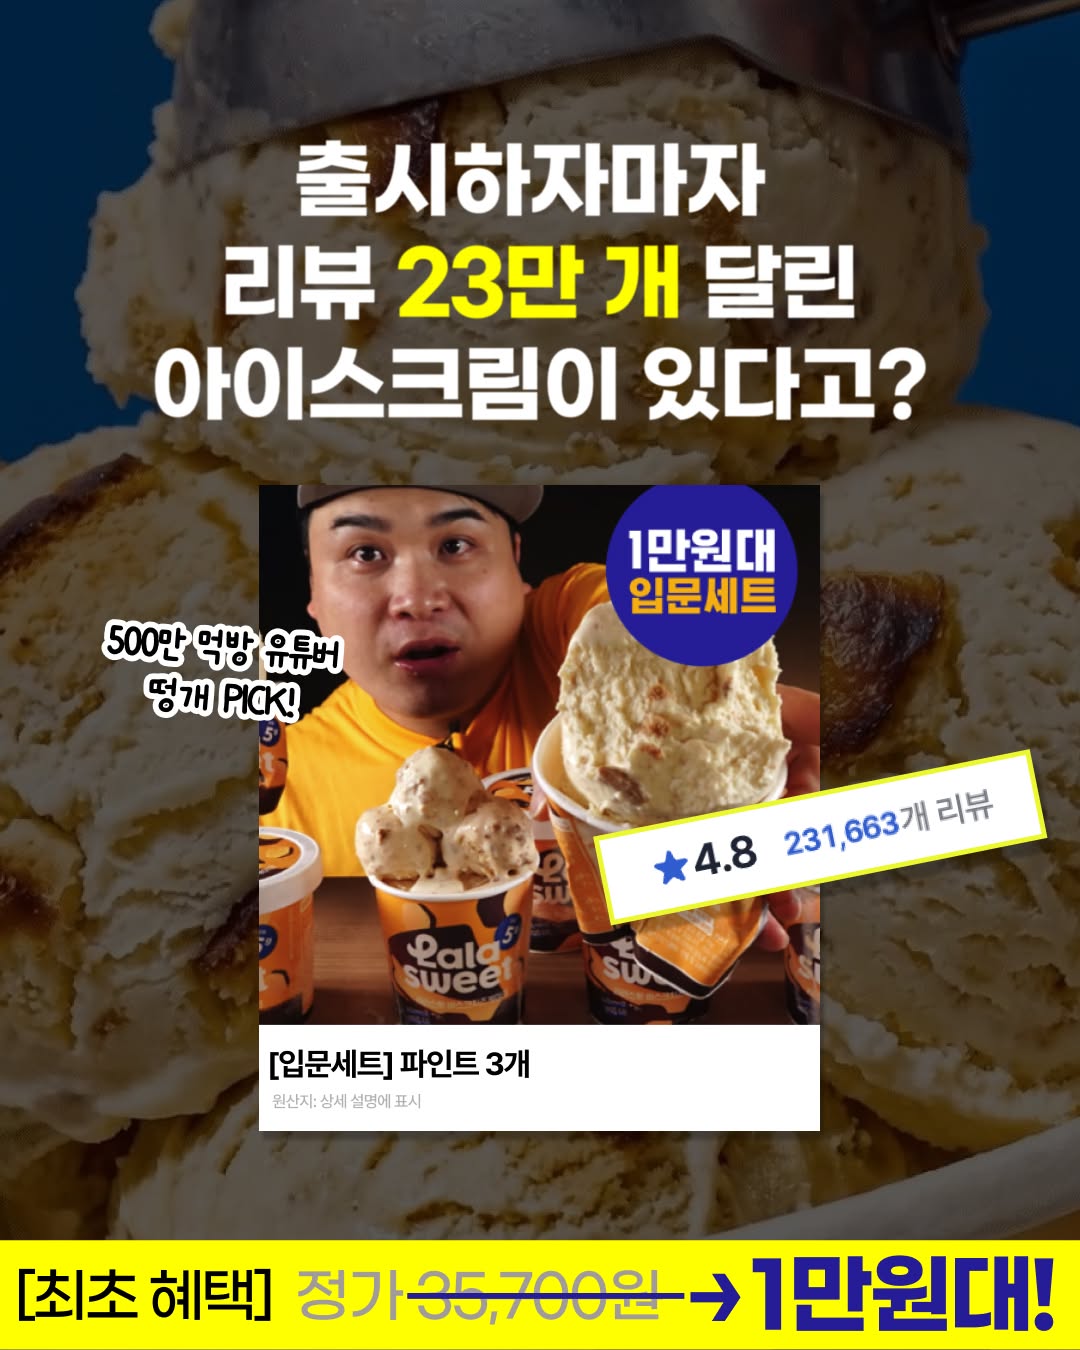 출시하자마자
리뷰 23만 개 달린
아이스크림이 있다고?
1만원대
입문세트
500만 먹방 유튜버
떵개 PICK!
★4.8 231,663개 리뷰
lala
sweet
5g
[입문세트] 파인트 3개
원산지: 상세 설명에 표시
[최초 혜택] 정가 35,700원→1만원대!